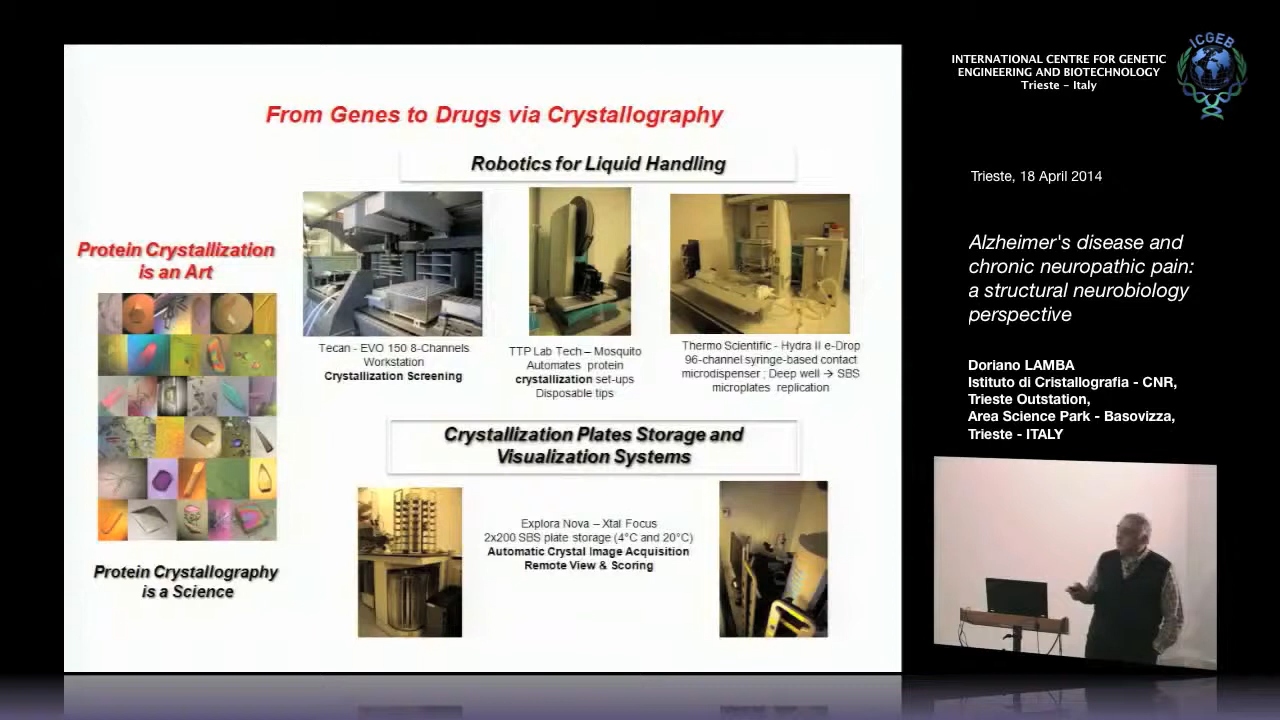 From Genes to Drugs via Crystallography
Robotics for Liquid Handling
Protein Crystallization
is an Art
Tecan - EVO 150 8-Channels
Workstation
Crystallization Screening
TTP Lab Tech – Mosquito
Automates protein
crystallization set-ups
Disposable tips
Thermo Scientific - Hydra II e-Drop
96-channel syringe-based contact
microdispenser ; Deep well → SBS
microplates replication
Crystallization Plates Storage and
Visualization Systems
Explora Nova – Xtal Focus
2x200 SBS plate storage (4°C and 20°C)
Automatic Crystal Image Acquisition
Remote View & Scoring
Protein Crystallography
is a Science
INTERNATIONAL CENTRE FOR GENETIC
ENGINEERING AND BIOTECHNOLOGY
Trieste - Italy
ICGEB
Trieste, 18 April 2014
Alzheimer's disease and
chronic neuropathic pain:
a structural neurobiology
perspective
Doriano LAMBA
Istituto di Cristallografia - CNR,
Trieste Outstation,
Area Science Park - Basovizza,
Trieste - ITALY